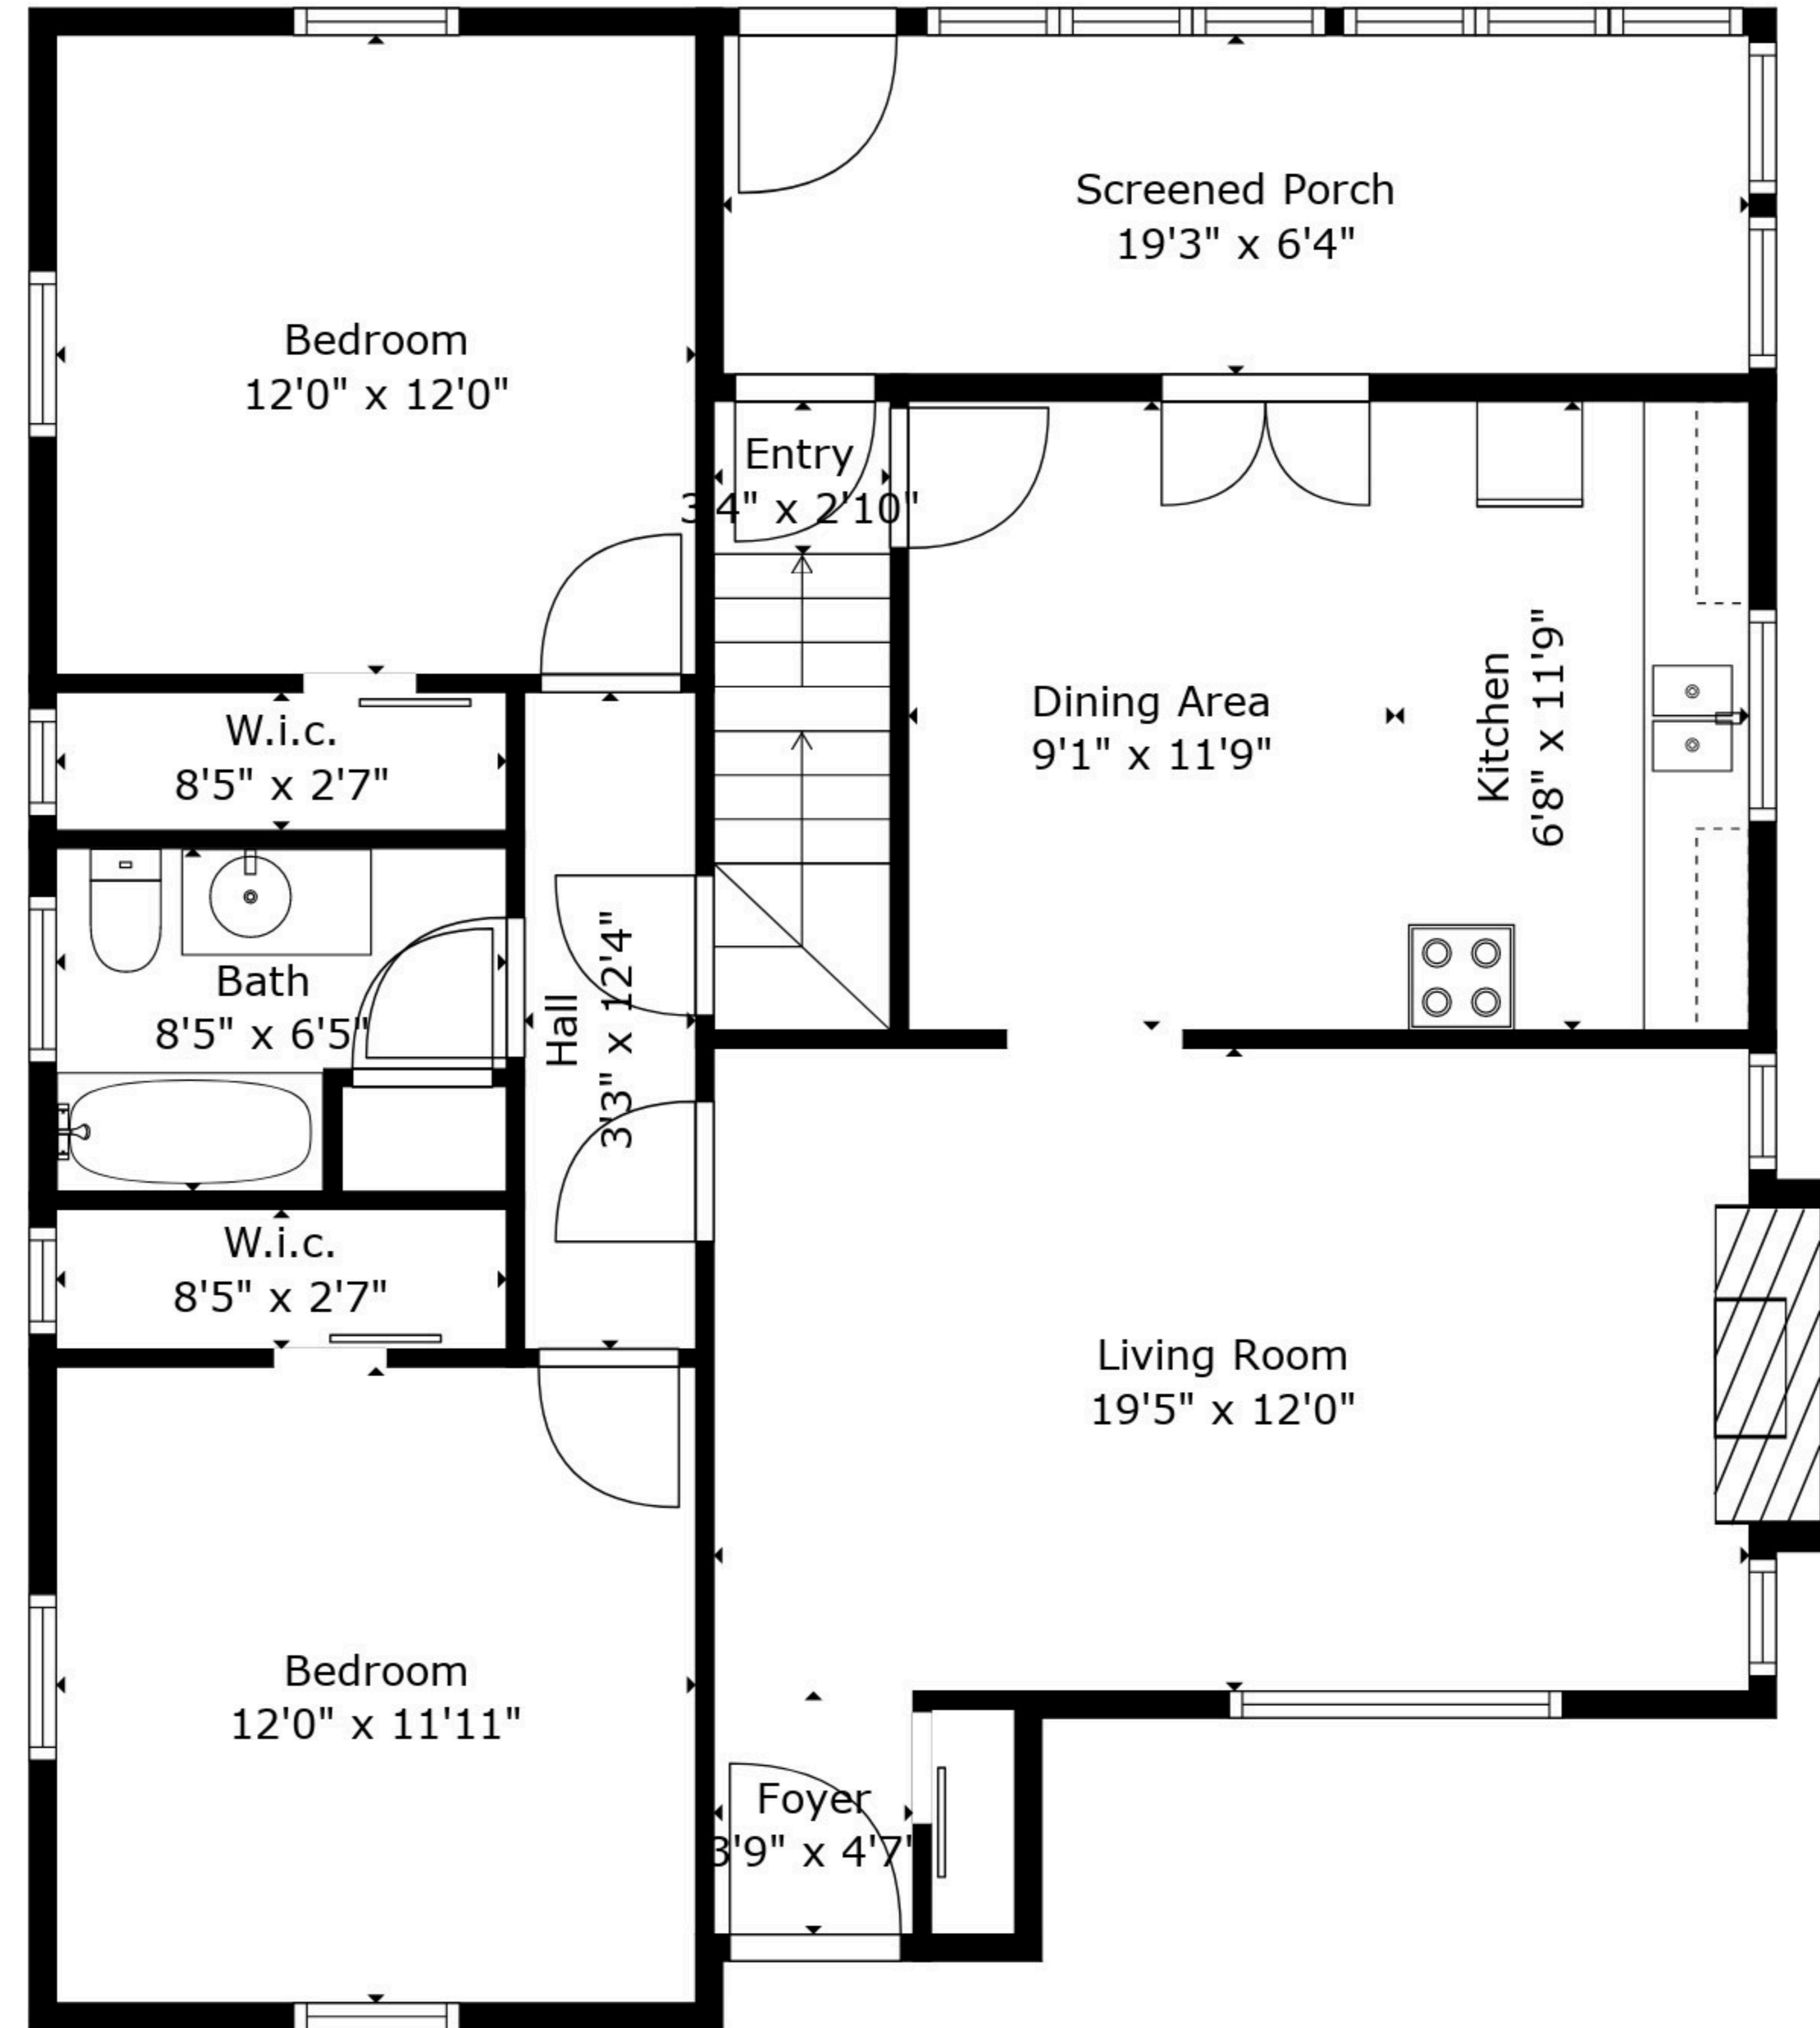 Screened Porch
19'3" x 6'4"
Bedroom
12'0" x 12'0"
Entry
3'4" x 2'10"
Dining Area
9'1" x 11'9"
Kitchen
6'8" x 11'9"
W.i.c.
8'5" x 2'7"
Bath
8'5" x 6'5"
Hall
3'3" x 12'4"
W.i.c.
8'5" x 2'7"
Living Room
19'5" x 12'0"
Bedroom
12'0" x 11'11"
Foyer
3'9" x 4'7"